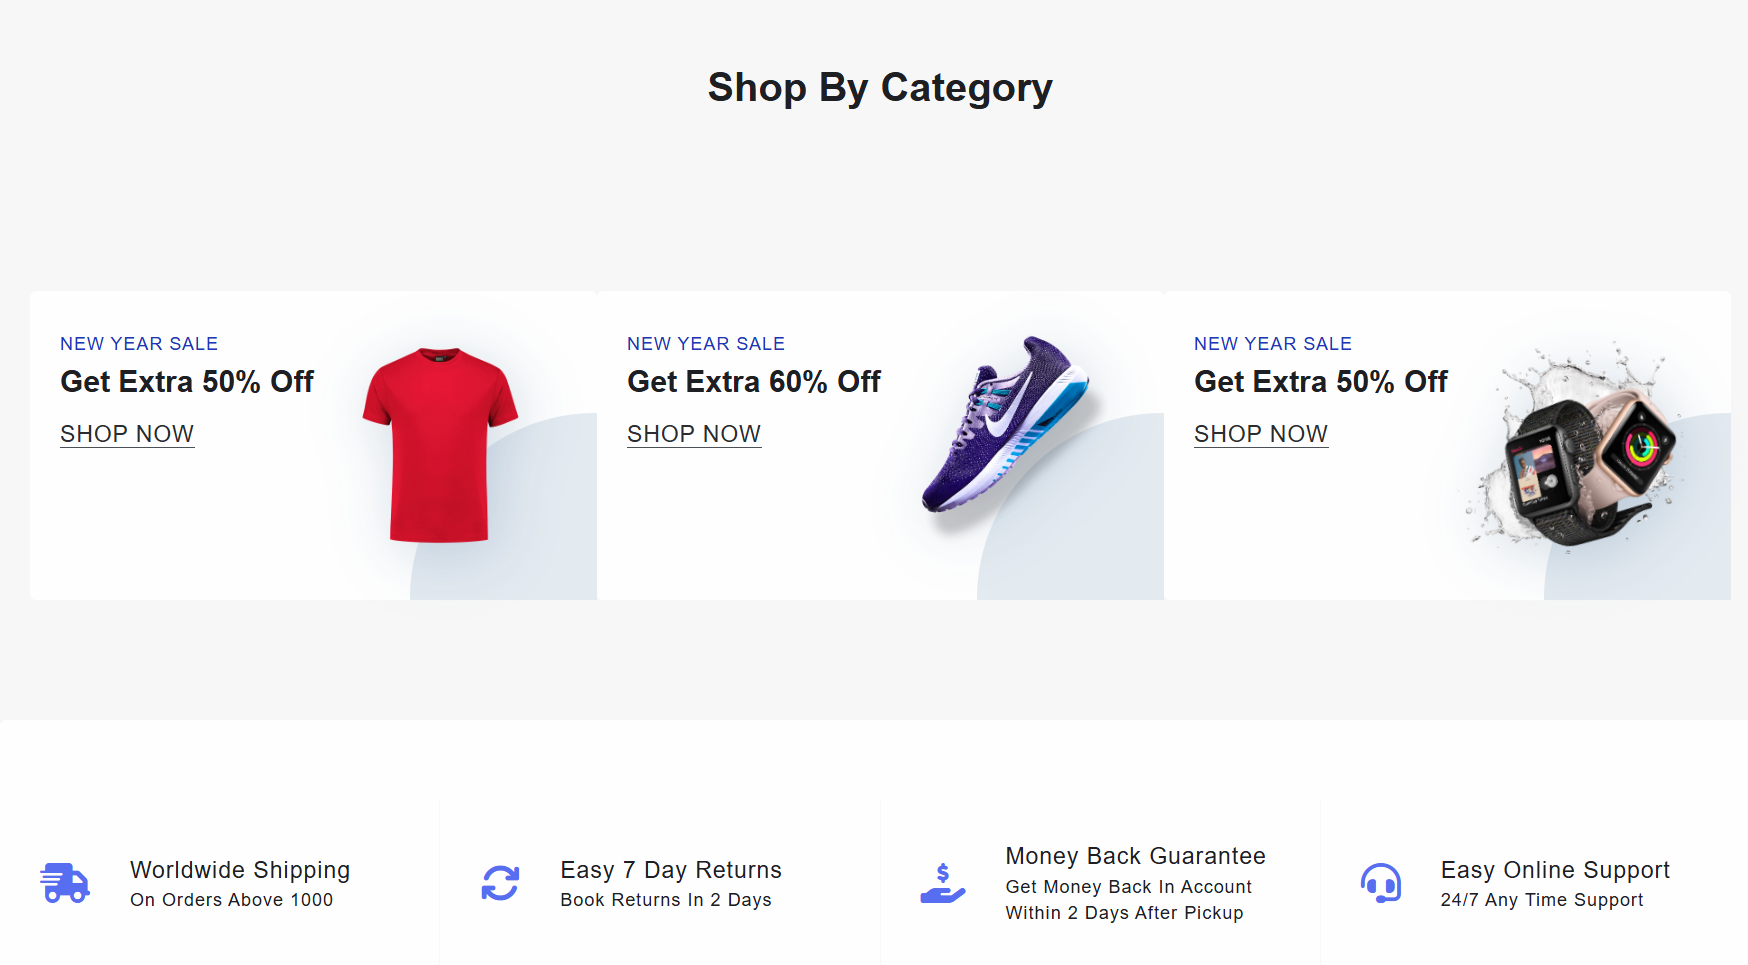 Shop By Category
NEW YEAR SALE
Get Extra 50% Off
SHOP NOW
NEW YEAR SALE
Get Extra 60% Off
SHOP NOW
NEW YEAR SALE
Get Extra 50% Off
SHOP NOW
Worldwide Shipping
On Orders Above 1000
Easy 7 Day Returns
Book Returns In 2 Days
$
Money Back Guarantee
Get Money Back In Account
Within 2 Days After Pickup
Easy Online Support
24/7 Any Time Support